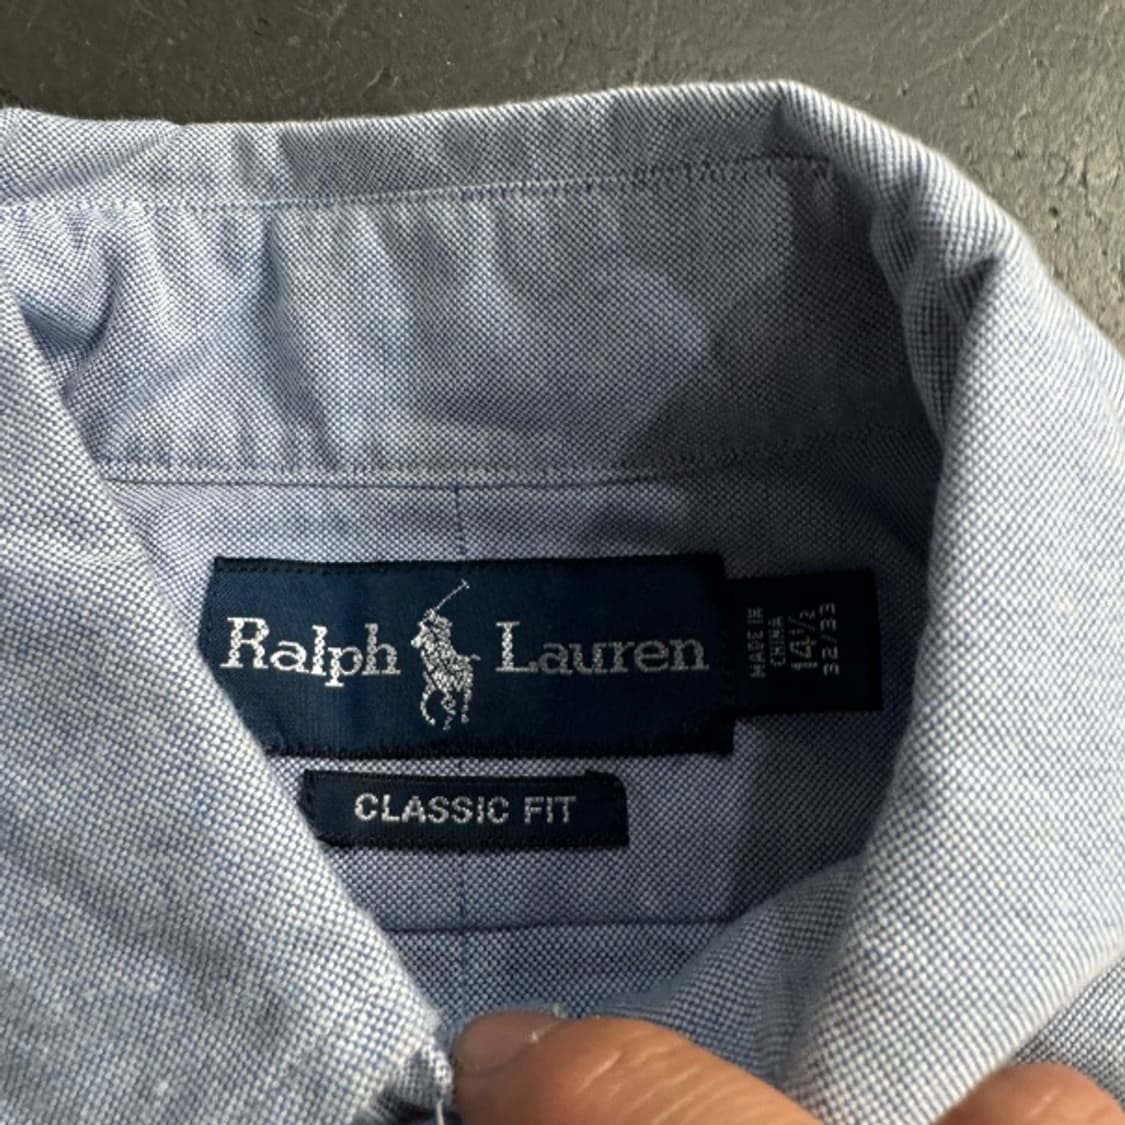 Ralph Lauren
MADE IN
CHINA
14½
32/33
CLASSIC FIT